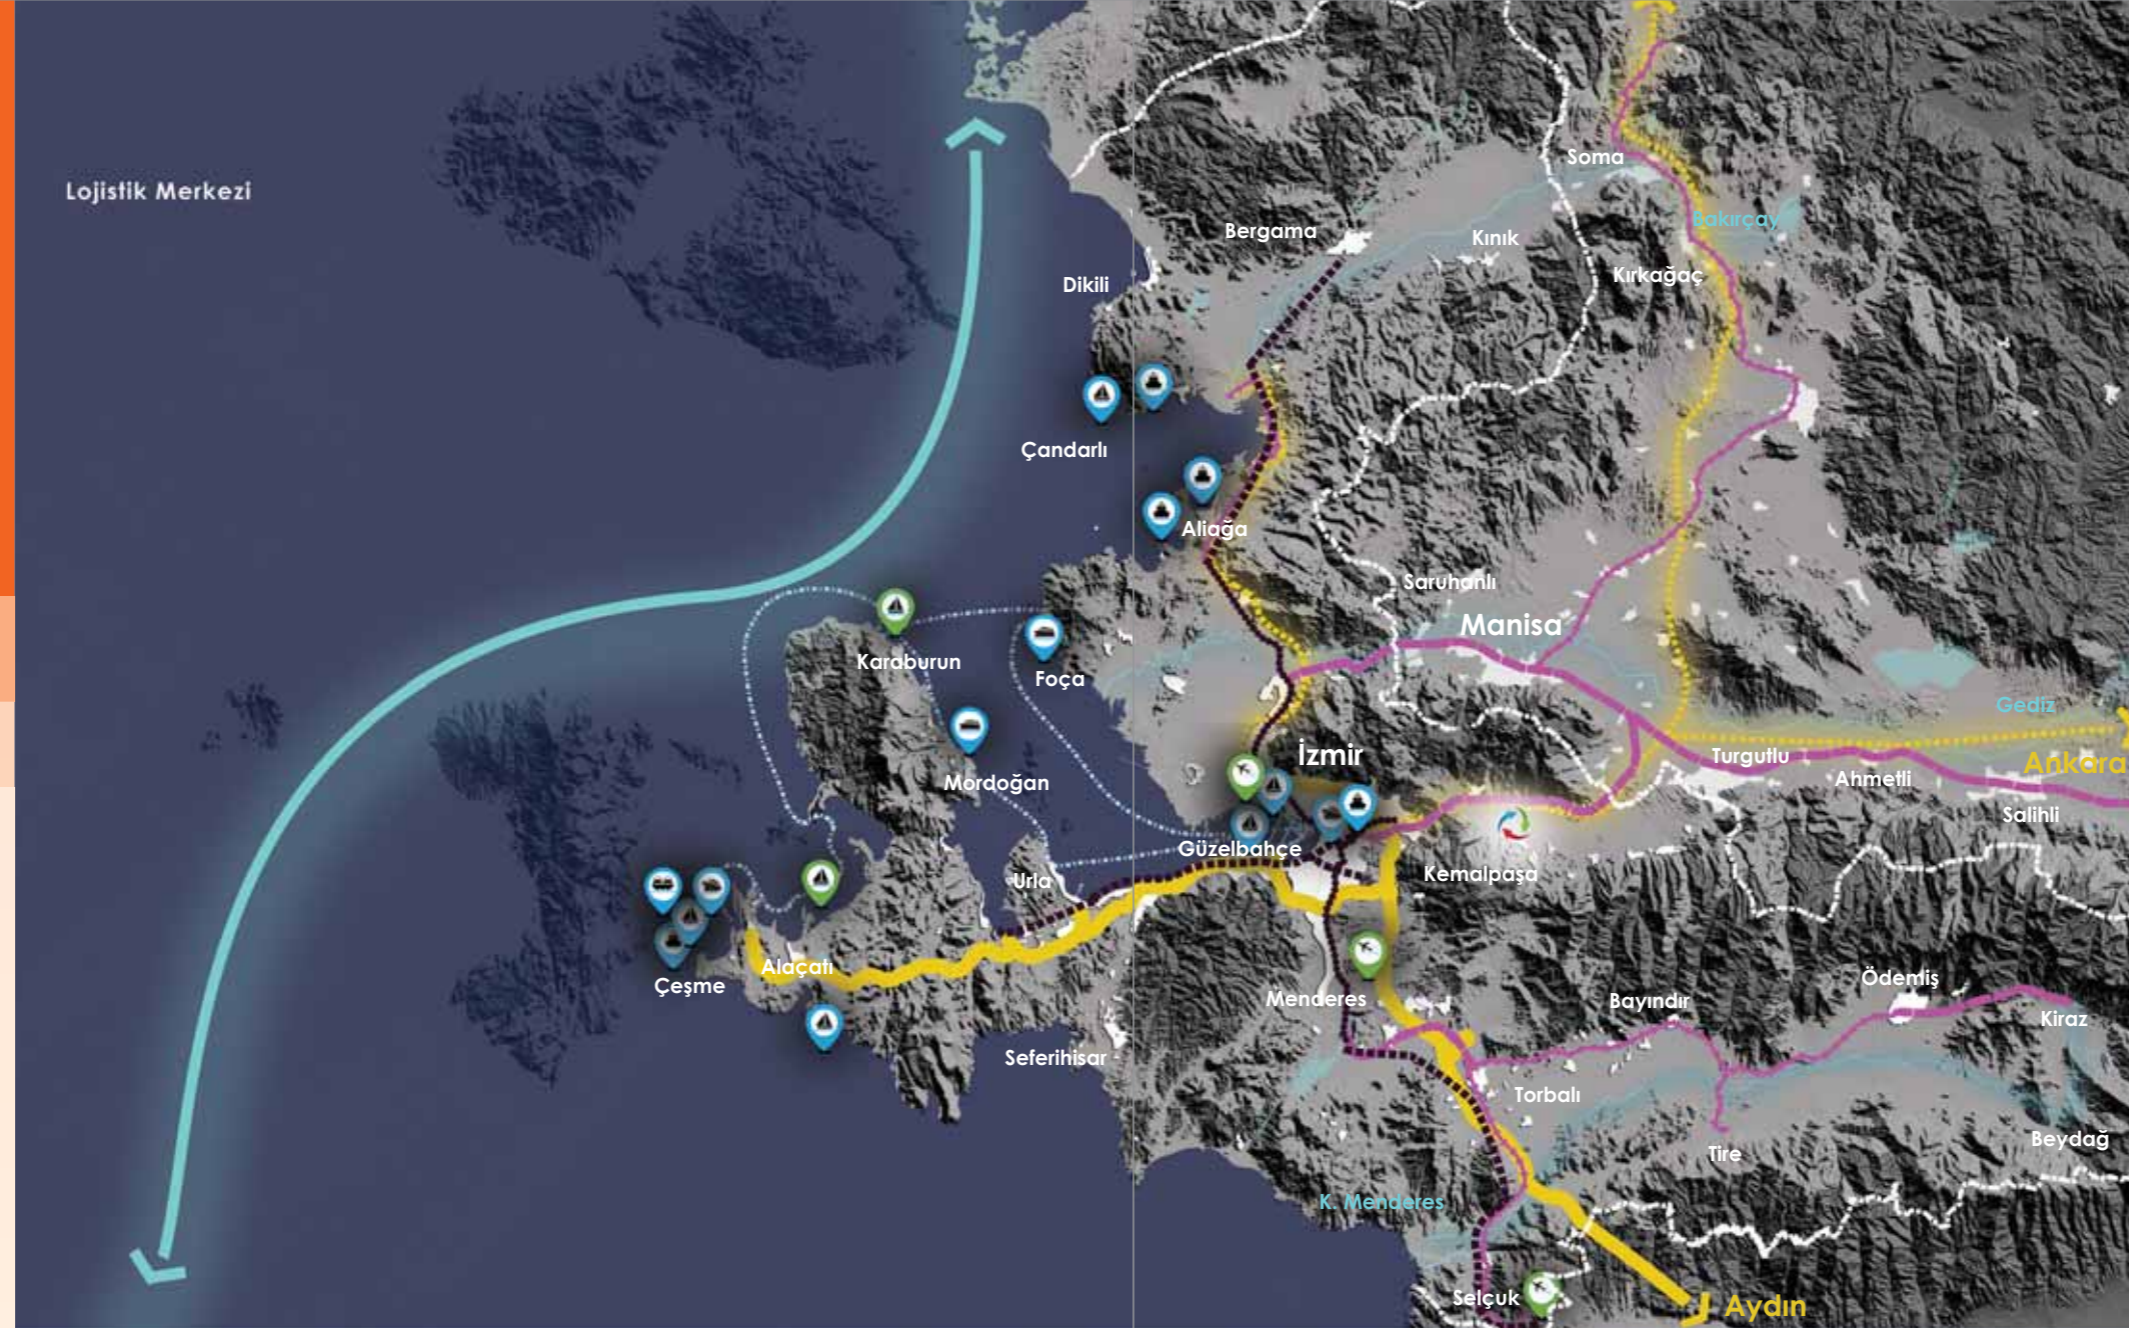 Soma
Lojistik Merkezi
Bakırçay
Bergama
Kınık
Kırkağaç
Dikili
Çandarlı
Aliağa
Saruhanlı
Manisa
Karaburun
Foça
Gediz
Mordoğan
İzmir
Turgutlu
Ankara
Ahmetli
Salihli
Güzelbahçe
Urla
Kemalpaşa
Alaçatı
Çeşme
Menderes
Bayındır
Ödemiş
Kiraz
Seferihisar
Torbalı
Beydağ
Tire
K. Menderes
Selçuk
Aydın